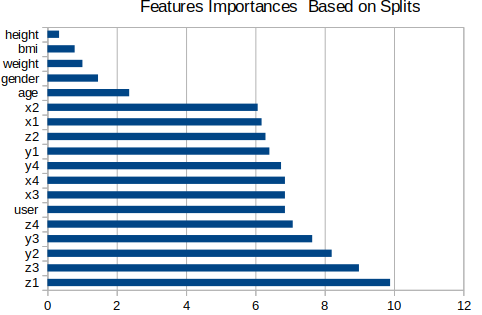 Features Importances  Based on Splits
height
bmi
weight
gender
age
x2
x1
z2
y1
y4
x4
x3
user
z4
y3
y2
z3
z1
0 2 4 6 8 10 12